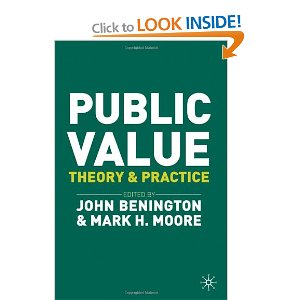 Click to
LOOK INSIDE!
PUBLIC
VALUE
THEORY & PRACTICE
EDITED BY
JOHN BENINGTON
& MARK H. MOORE